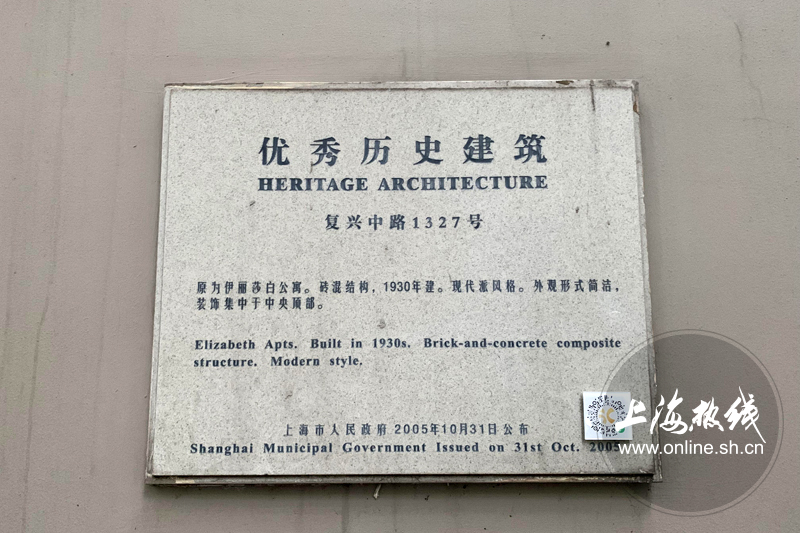 优秀历史建筑
HERITAGE ARCHITECTURE
复兴中路1327号
原为伊丽莎白公寓。砖混结构，1930年建。现代派风格。外观形式简洁，
装饰集中于中央顶部。
Elizabeth Apts. Built in 1930s. Brick-and-concrete composite
structure. Modern style.
上海市人民政府 2005年10月31日公布
Shanghai Municipal Government Issued on 31st Oct. 2005
上海热线
www.online.sh.cn